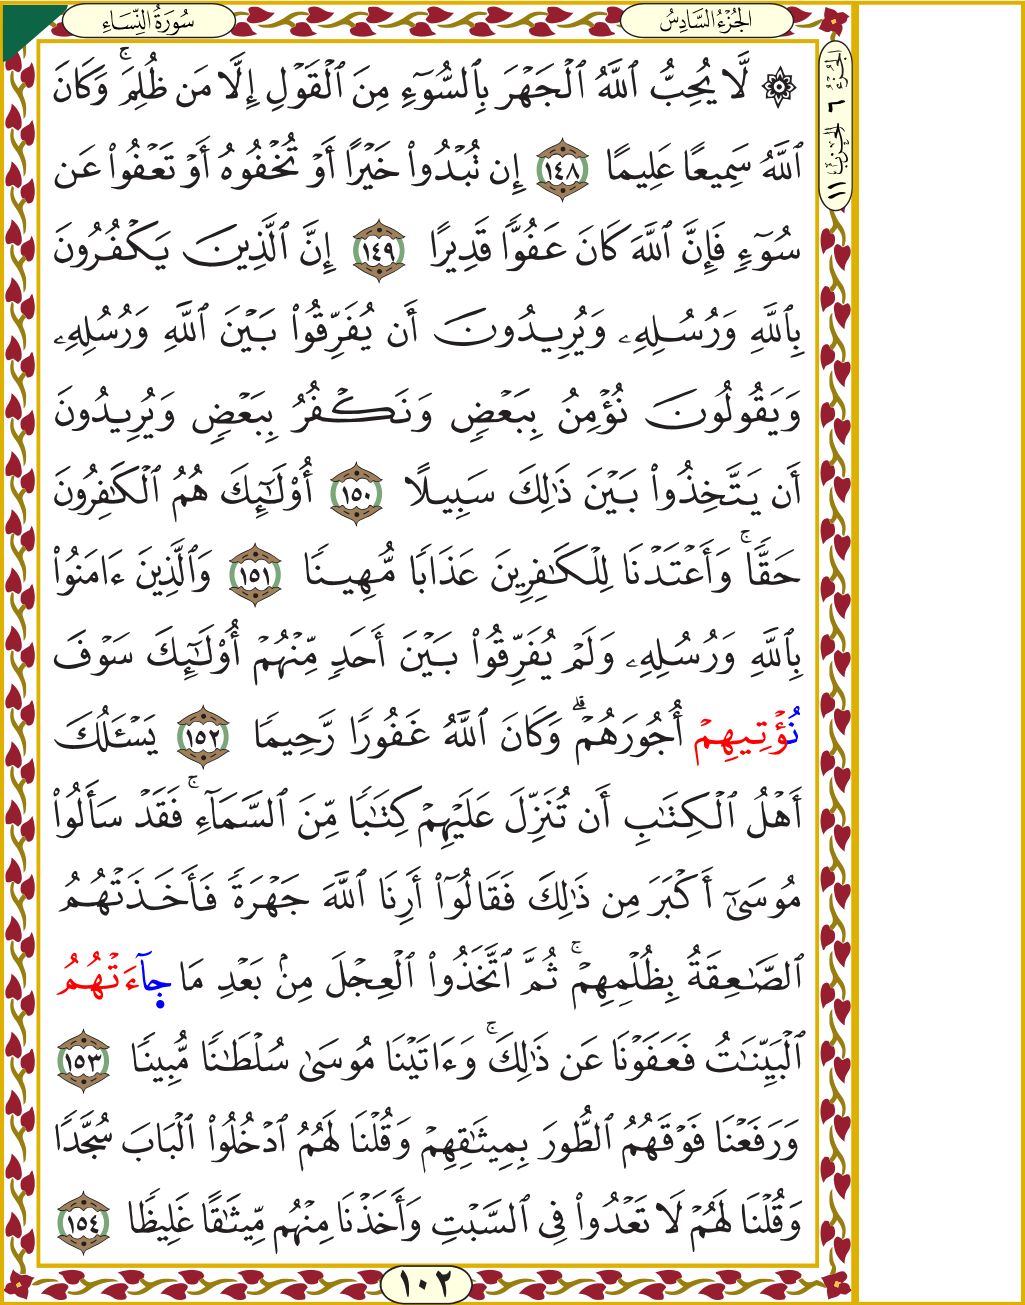 سُورَةُ النِّسَاءِ
الجُزْءُ السَّادِسُ
الجُزْءُ ٦ الحِزْبُ ١١
۞ لَّا يُحِبُّ ٱللَّهُ ٱلْجَهْرَ بِٱلسُّوٓءِ مِنَ ٱلْقَوْلِ إِلَّا مَن ظُلِمَ ۚ وَكَانَ
ٱللَّهُ سَمِيعًا عَلِيمًا ١٤٨ إِن تُبْدُوا۟ خَيْرًا أَوْ تُخْفُوهُ أَوْ تَعْفُوا۟ عَن
سُوٓءٍ فَإِنَّ ٱللَّهَ كَانَ عَفُوًّا قَدِيرًا ١٤٩ إِنَّ ٱلَّذِينَ يَكْفُرُونَ
بِٱللَّهِ وَرُسُلِهِۦ وَيُرِيدُونَ أَن يُفَرِّقُوا۟ بَيْنَ ٱللَّهِ وَرُسُلِهِۦ
وَيَقُولُونَ نُؤْمِنُ بِبَعْضٍ وَنَكْفُرُ بِبَعْضٍ وَيُرِيدُونَ
أَن يَتَّخِذُوا۟ بَيْنَ ذَٰلِكَ سَبِيلًا ١٥٠ أُو۟لَٰٓئِكَ هُمُ ٱلْكَٰفِرُونَ
حَقًّا ۚ وَأَعْتَدْنَا لِلْكَٰفِرِينَ عَذَابًا مُّهِينًا ١٥١ وَٱلَّذِينَ ءَامَنُوا۟
بِٱللَّهِ وَرُسُلِهِۦ وَلَمْ يُفَرِّقُوا۟ بَيْنَ أَحَدٍ مِّنْهُمْ أُو۟لَٰٓئِكَ سَوْفَ
نُؤْتِيهِمْ أُجُورَهُمْ ۗ وَكَانَ ٱللَّهُ غَفُورًا رَّحِيمًا ١٥٢ يَسْـَٔلُكَ
أَهْلُ ٱلْكِتَٰبِ أَن تُنَزِّلَ عَلَيْهِمْ كِتَٰبًا مِّنَ ٱلسَّمَآءِ ۚ فَقَدْ سَأَلُوا۟
مُوسَىٰٓ أَكْبَرَ مِن ذَٰلِكَ فَقَالُوٓا۟ أَرِنَا ٱللَّهَ جَهْرَةً فَأَخَذَتْهُمُ
ٱلصَّٰعِقَةُ بِظُلْمِهِمْ ۚ ثُمَّ ٱتَّخَذُوا۟ ٱلْعِجْلَ مِنۢ بَعْدِ مَا جَآءَتْهُمُ
ٱلْبَيِّنَٰتُ فَعَفَوْنَا عَن ذَٰلِكَ ۚ وَءَاتَيْنَا مُوسَىٰ سُلْطَٰنًا مُّبِينًا ١٥٣
وَرَفَعْنَا فَوْقَهُمُ ٱلطُّورَ بِمِيثَٰقِهِمْ وَقُلْنَا لَهُمُ ٱدْخُلُوا۟ ٱلْبَابَ سُجَّدًا
وَقُلْنَا لَهُمْ لَا تَعْدُوا۟ فِى ٱلسَّبْتِ وَأَخَذْنَا مِنْهُم مِّيثَٰقًا غَلِيظًا ١٥٤
١٠٢